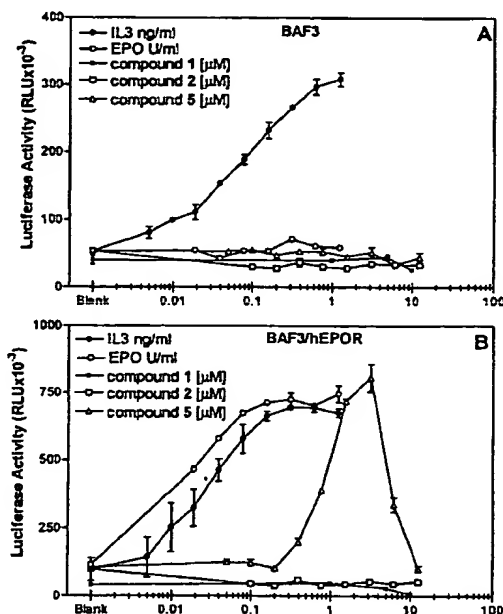 A
BAF3
IL3 ng/ml
EPO U/ml
compound 1 [µM]
compound 2 [µM]
compound 5 [µM]
Luciferase Activity (RLUx10-3)
400
300
200
100
0
Blank 0.01 0.1 1 10 100
B
BAF3/hEPOR
IL3 ng/ml
EPO U/ml
compound 1 [µM]
compound 2 [µM]
compound 5 [µM]
Luciferase Activity (RLUx10-3)
1000
750
500
250
0
Blank 0.01 0.1 1 10 100